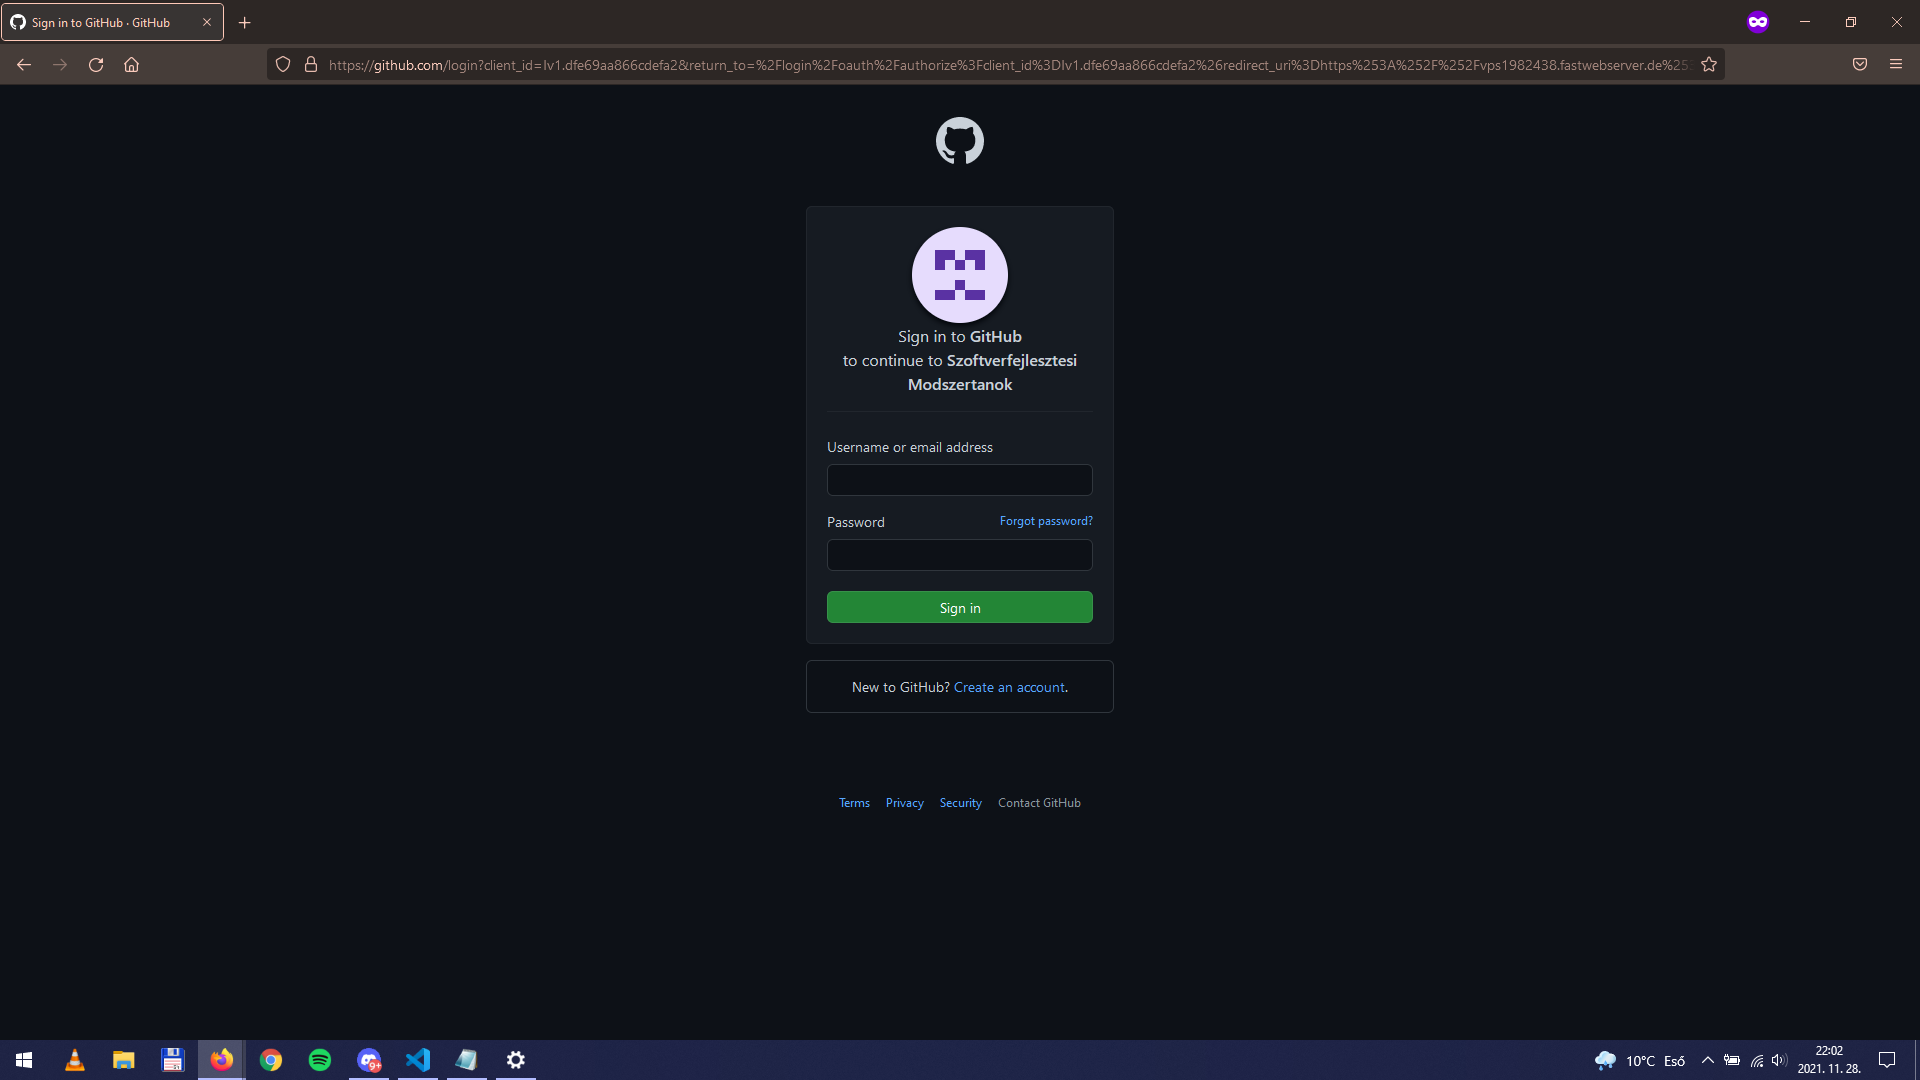 Sign in to GitHub · GitHub
https://github.com/login?client_id=Iv1.dfe69aa866cdefa2&return_to=%2Flogin%2Foauth%2Fauthorize%3Fclient_id%3DIv1.dfe69aa866cdefa2%26redirect_uri%3Dhttps%253A%252F%252Fvps1982438.fastwebserver.de%253
Sign in to GitHub
to continue to Szoftverfejlesztesi
Modszertanok
Username or email address
Password Forgot password?
Sign in
New to GitHub? Create an account.
Terms Privacy Security Contact GitHub
9+
10°C Eső
22:02
2021. 11. 28.